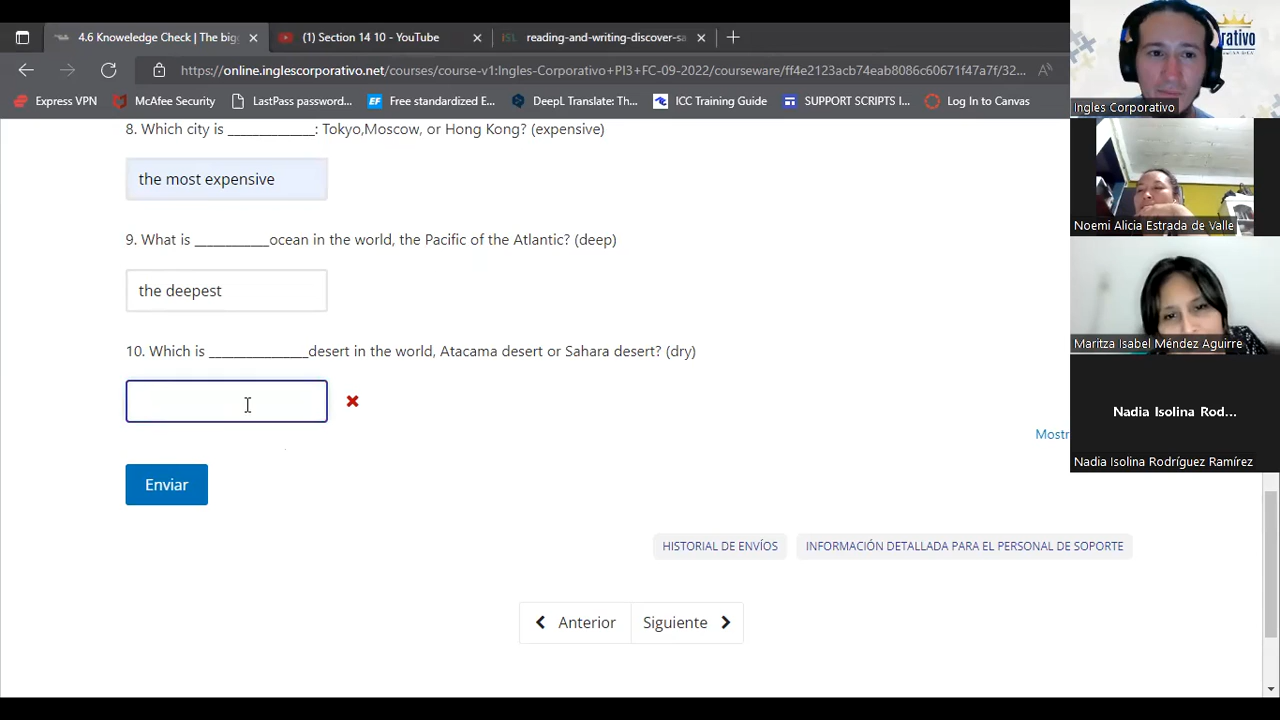 4.6 Knoweledge Check | The big
(1) Section 14 10 - YouTube
reading-and-writing-discover-sa
https://online.inglescorporativo.net/courses/course-v1:Ingles-Corporativo+PI3+FC-09-2022/courseware/ff4e2123acb74eab8086c60671f47a7f/32...
Express VPN
McAfee Security
LastPass password...
Free standardized E...
DeepL Translate: Th...
ICC Training Guide
SUPPORT SCRIPTS I...
Log In to Canvas
8. Which city is _____________: Tokyo,Moscow, or Hong Kong? (expensive)
the most expensive
9. What is ____________ocean in the world, the Pacific of the Atlantic? (deep)
the deepest
10. Which is ________________desert in the world, Atacama desert or Sahara desert? (dry)
Mostr
Enviar
HISTORIAL DE ENVÍOS
INFORMACIÓN DETALLADA PARA EL PERSONAL DE SOPORTE
Anterior
Siguiente
Ingles Corporativo
Noemi Alicia Estrada de Valle
Maritza Isabel Méndez Aguirre
Nadia Isolina Rod...
Nadia Isolina Rodríguez Ramírez